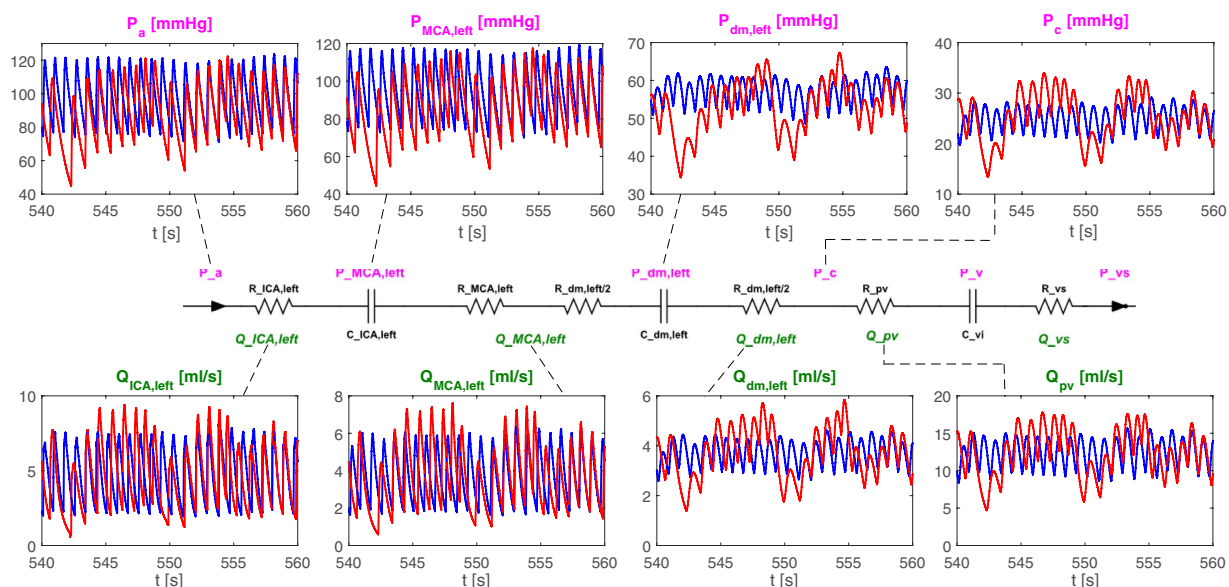 P_a [mmHg]
P_MCA,left [mmHg]
P_dm,left [mmHg]
P_c [mmHg]
120
100
80
60
40
540
545
550
555
560
t [s]
120
100
80
60
40
540
545
550
555
560
t [s]
70
60
50
40
30
540
545
550
555
560
t [s]
40
30
20
10
540
545
550
555
560
t [s]
P_a
P_MCA,left
P_dm,left
P_c
P_v
P_vs
R_ICA,left
R_MCA,left
R_dm,left/2
R_dm,left/2
R_pv
R_vs
C_ICA,left
C_dm,left
C_vi
Q_ICA,left
Q_MCA,left
Q_dm,left
Q_pv
Q_vs
Q_ICA,left [ml/s]
Q_MCA,left [ml/s]
Q_dm,left [ml/s]
Q_pv [ml/s]
10
5
0
540
545
550
555
560
t [s]
8
6
4
2
0
540
545
550
555
560
t [s]
6
4
2
0
540
545
550
555
560
t [s]
20
15
10
5
0
540
545
550
555
560
t [s]